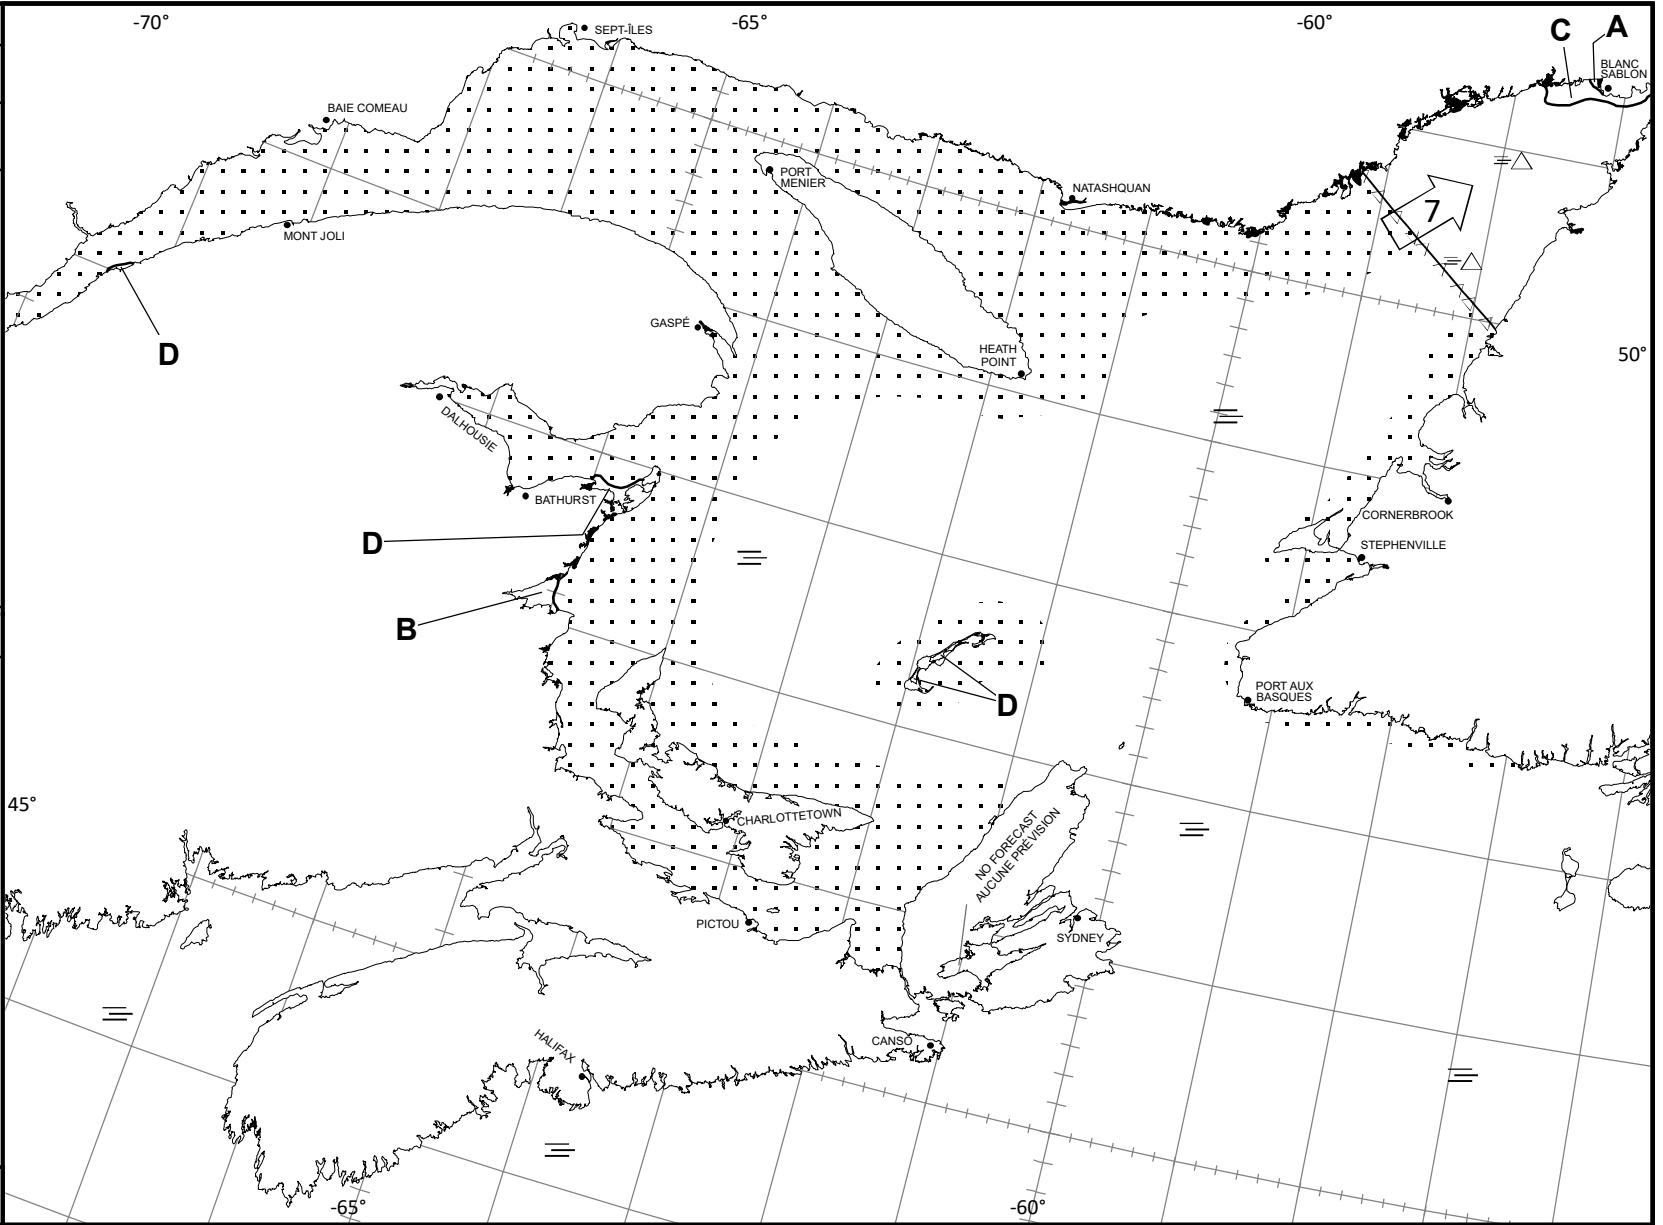 -70°
-65°
-60°
SEPT-ÎLES
C
A
BLANC
SABLON
BAIE COMEAU
PORT
MENIER
NATASHQUAN
7
MONT JOLI
D
GASPÉ
HEATH
POINT
50°
DALHOUSIE
BATHURST
CORNERBROOK
D
STEPHENVILLE
B
D
PORT AUX
BASQUES
45°
CHARLOTTETOWN
NO FORECAST
AUCUNE PRÉVISION
PICTOU
SYDNEY
HALIFAX
CANSO
-65°
-60°